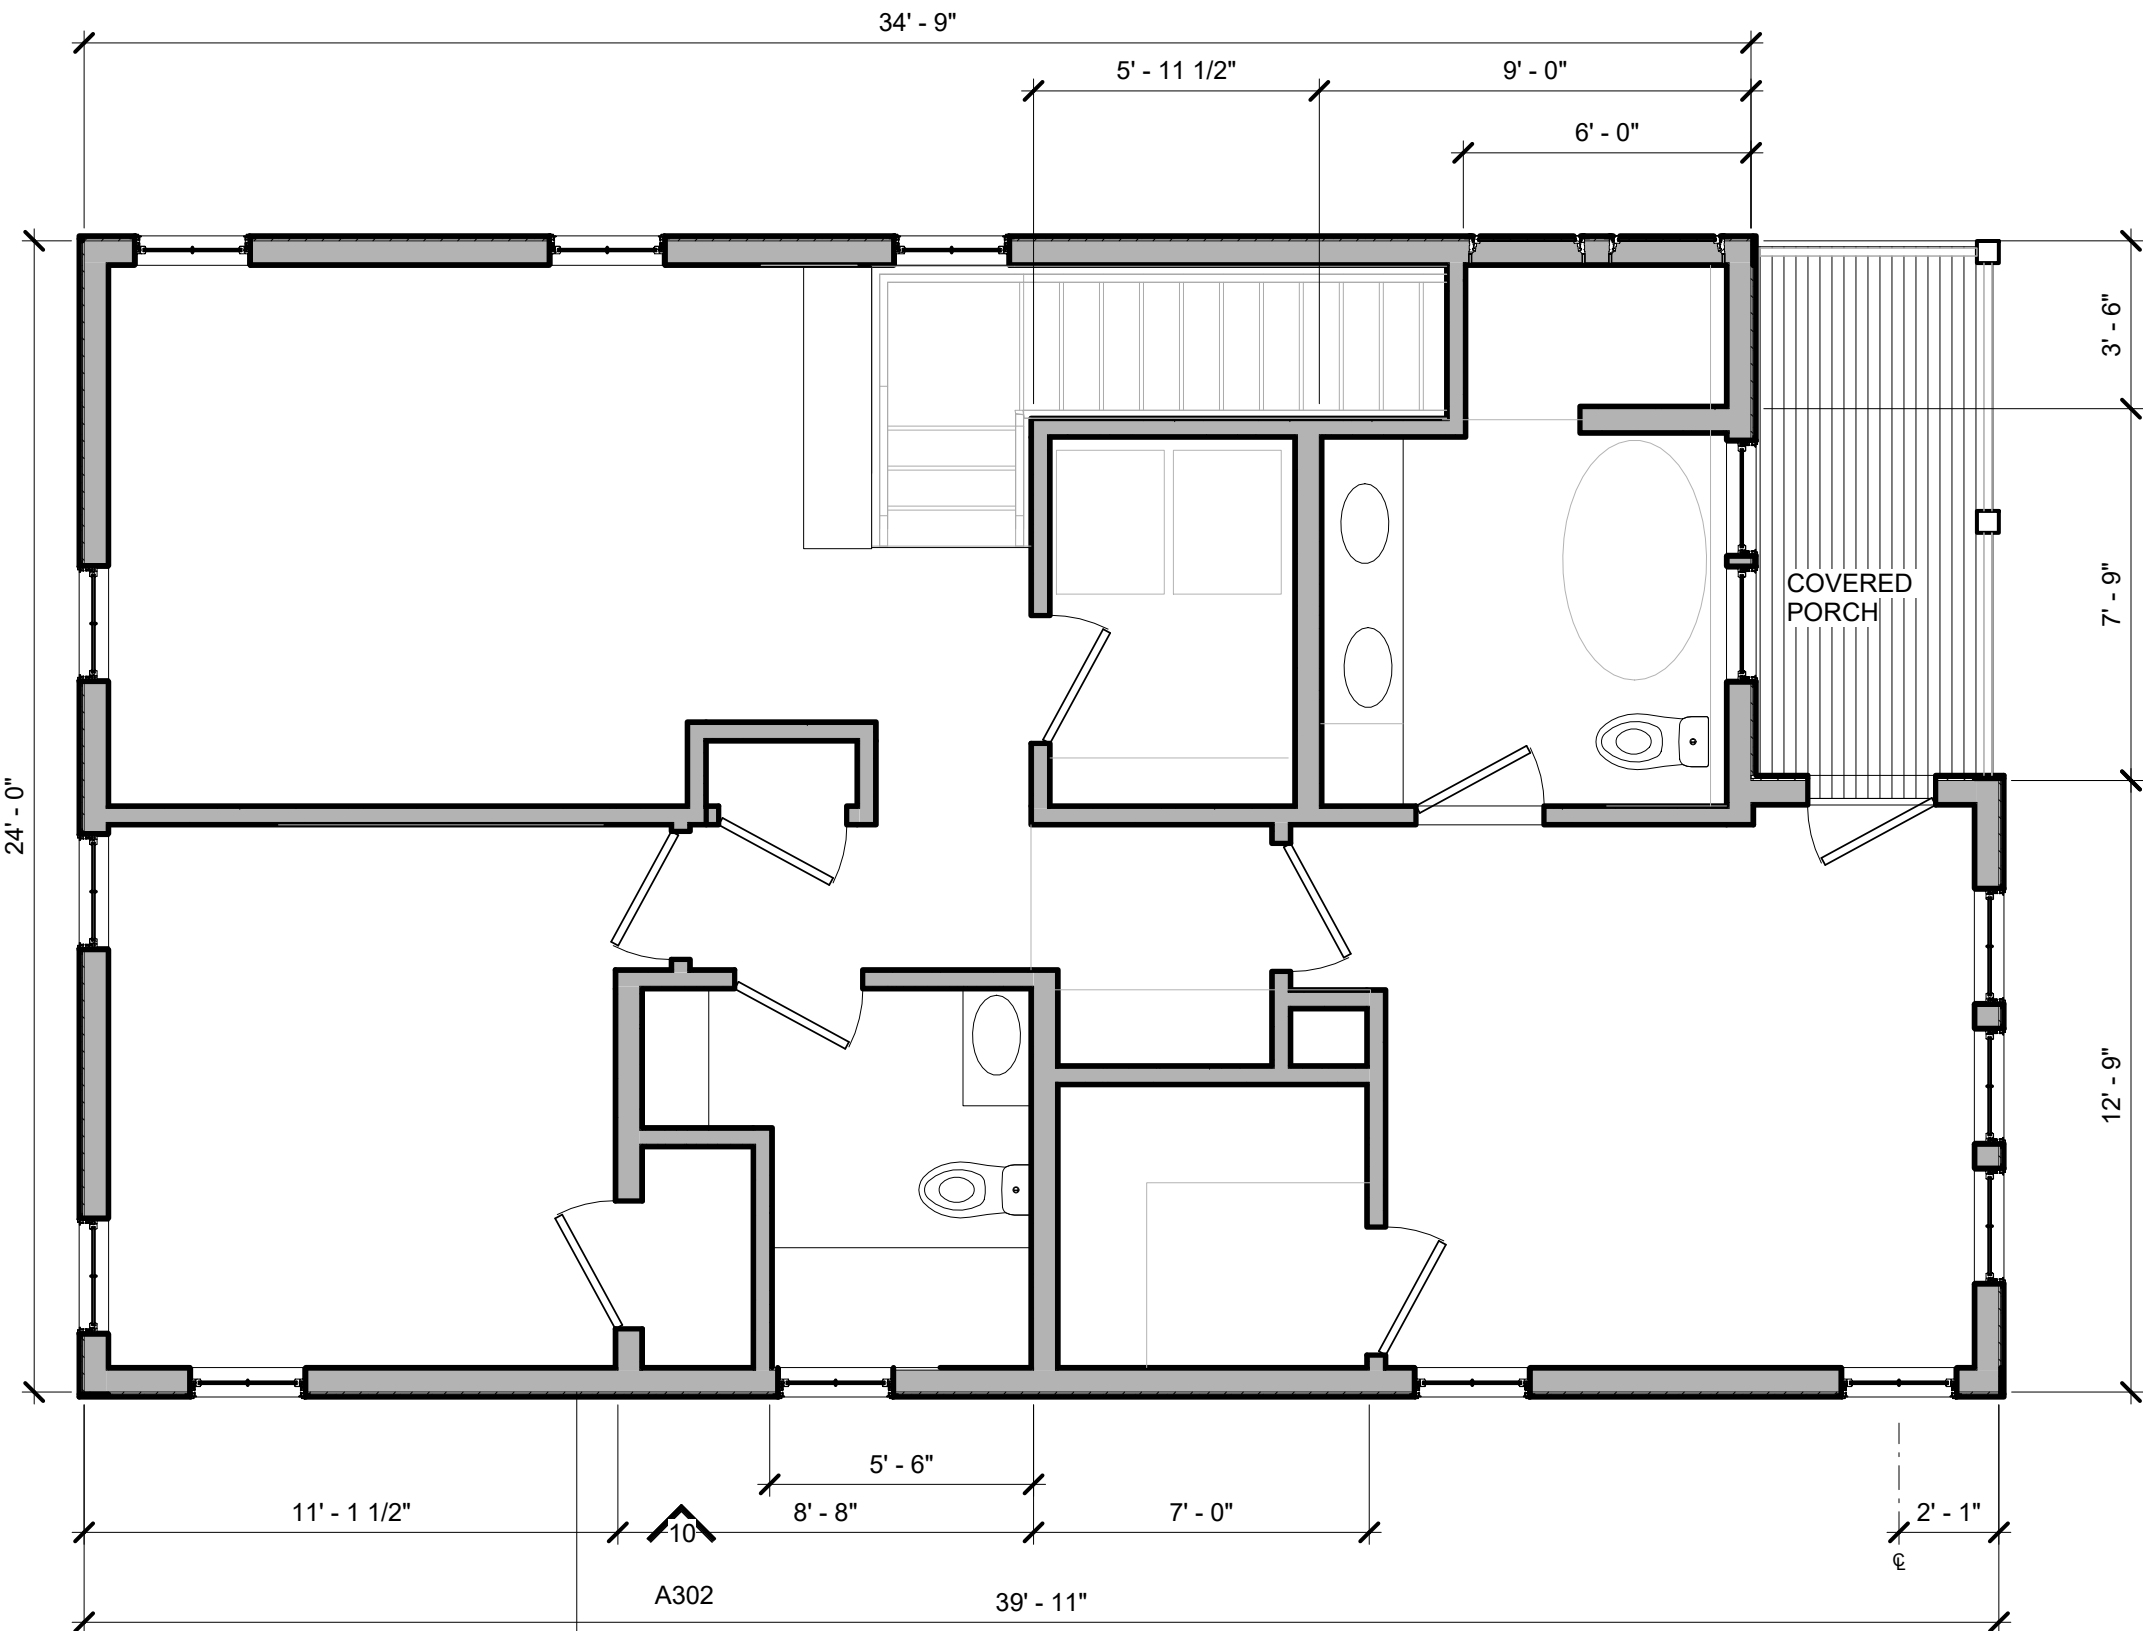 34' - 9"
5' - 11 1/2"
9' - 0"
6' - 0"
3' - 6"
7' - 9"
COVERED
PORCH
24' - 0"
12' - 9"
5' - 6"
11' - 1 1/2"
10
8' - 8"
7' - 0"
2' - 1"
℄
A302
39' - 11"